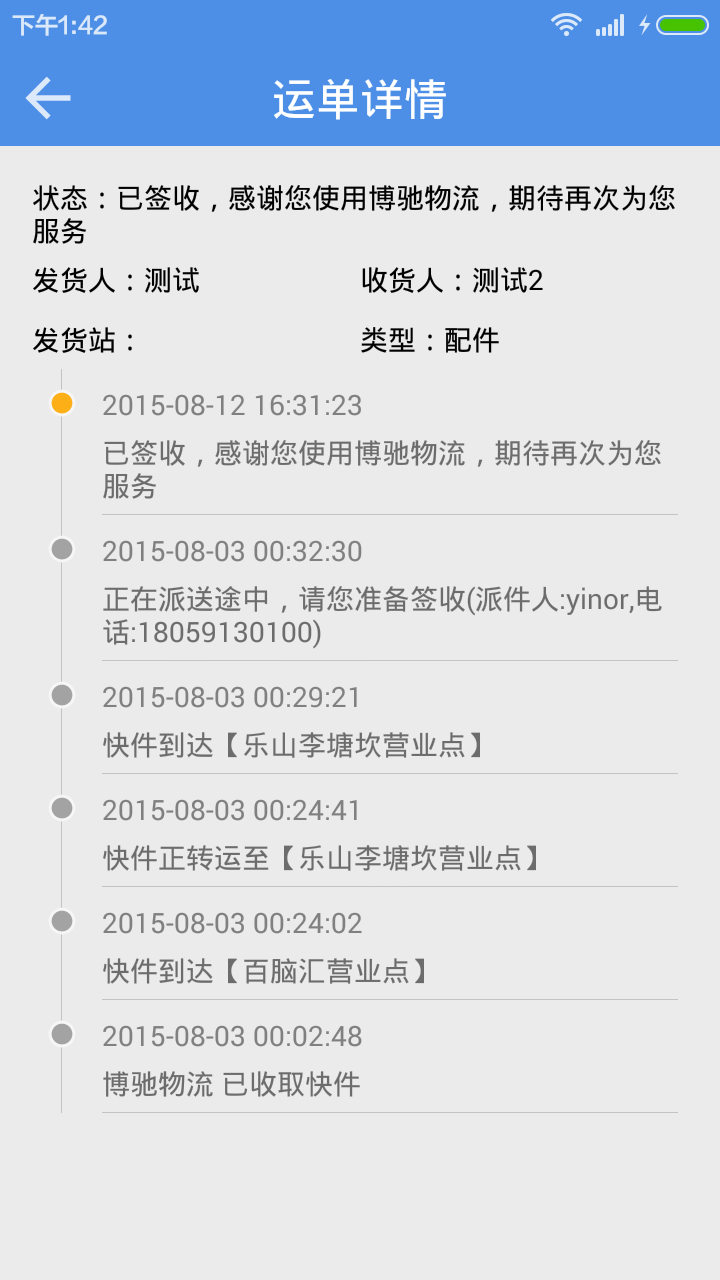 下午1:42
运单详情
状态：已签收，感谢您使用博驰物流，期待再次为您
服务
发货人：测试 收货人：测试2
发货站： 类型：配件
2015-08-12 16:31:23
已签收，感谢您使用博驰物流，期待再次为您
服务
2015-08-03 00:32:30
正在派送途中，请您准备签收(派件人:yinor,电
话:18059130100)
2015-08-03 00:29:21
快件到达【乐山李塘坎营业点】
2015-08-03 00:24:41
快件正转运至【乐山李塘坎营业点】
2015-08-03 00:24:02
快件到达【百脑汇营业点】
2015-08-03 00:02:48
博驰物流 已收取快件